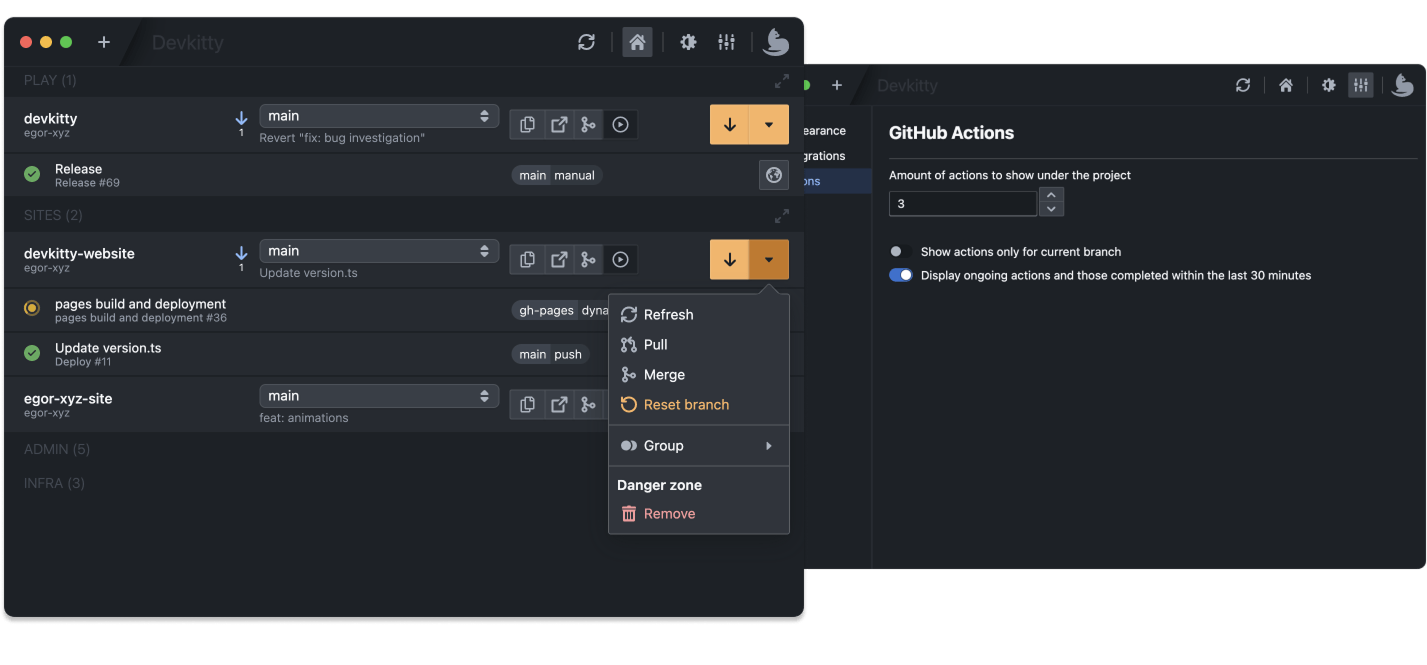 Devkitty
PLAY (1)
devkitty
egor-xyz
1
main
Revert "fix: bug investigation"
Release
Release #69
main manual
SITES (2)
devkitty-website
egor-xyz
1
main
Update version.ts
pages build and deployment
pages build and deployment #36
gh-pages dyna
Update version.ts
Deploy #11
main push
egor-xyz-site
egor-xyz
main
feat: animations
ADMIN (5)
INFRA (3)
Refresh
Pull
Merge
Reset branch
Group
Danger zone
Remove
Devkitty
earance
grations
ons
GitHub Actions
Amount of actions to show under the project
3
Show actions only for current branch
Display ongoing actions and those completed within the last 30 minutes